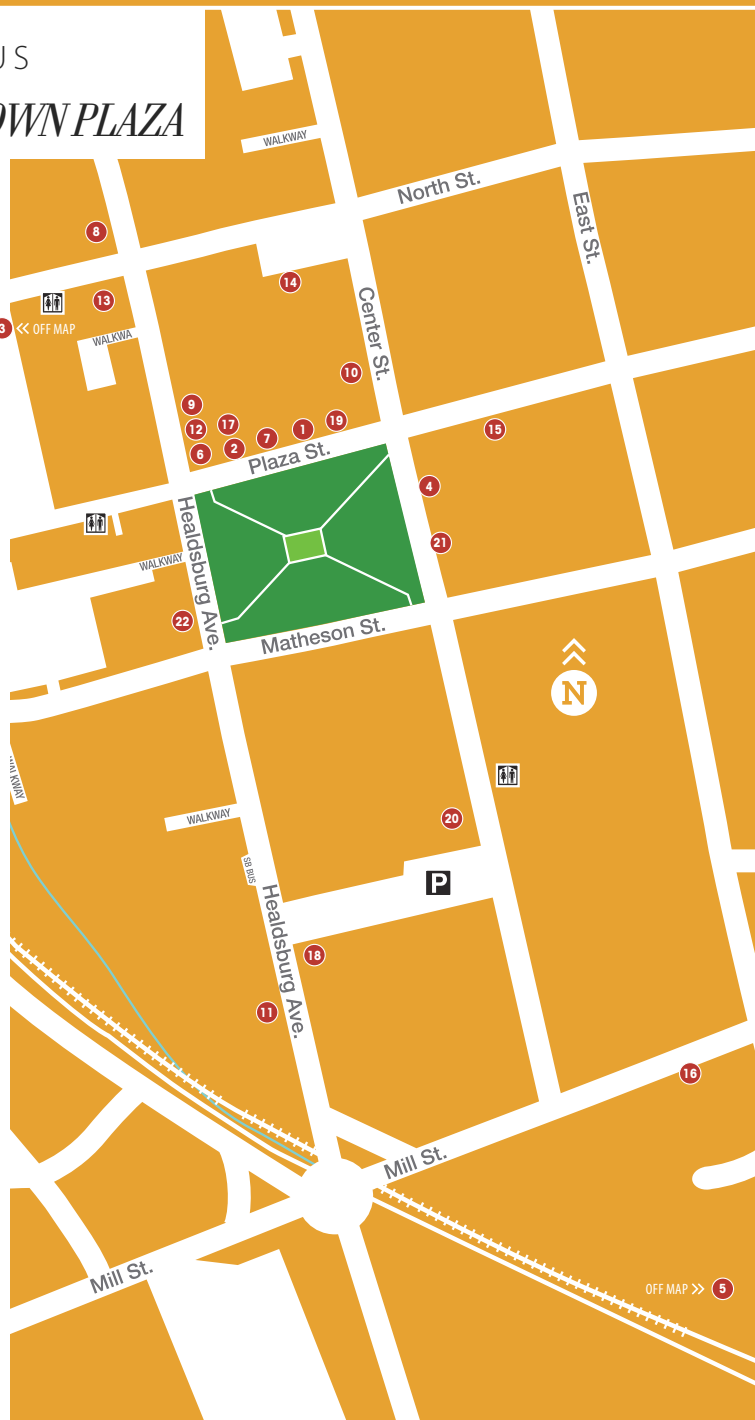 US
OWN PLAZA
WALKWAY
North St.
East St.
8
14
13
3 << OFF MAP
WALKWA
Center St.
10
9
12
17
19
1
7
2
6
15
Plaza St.
4
21
Healdsburg Ave.
WALKWAY
22
Matheson St.
N
WALKWAY
WALKWAY
20
SB BUS
P
Healdsburg Ave.
18
11
16
Mill St.
Mill St.
OFF MAP >> 5